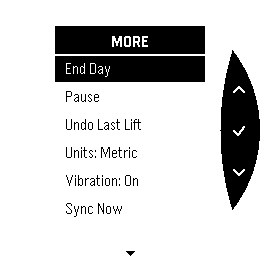 MORE
End Day
Pause
Undo Last Lift
Units: Metric
Vibration: On
Sync Now